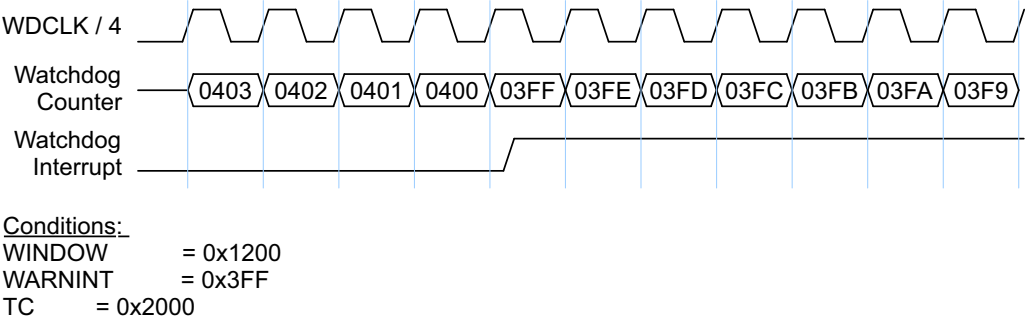 WDCLK / 4
Watchdog
Counter
0403 0402 0401 0400 03FF 03FE 03FD 03FC 03FB 03FA 03F9
Watchdog
Interrupt
Conditions:
WINDOW = 0x1200
WARNINT = 0x3FF
TC = 0x2000